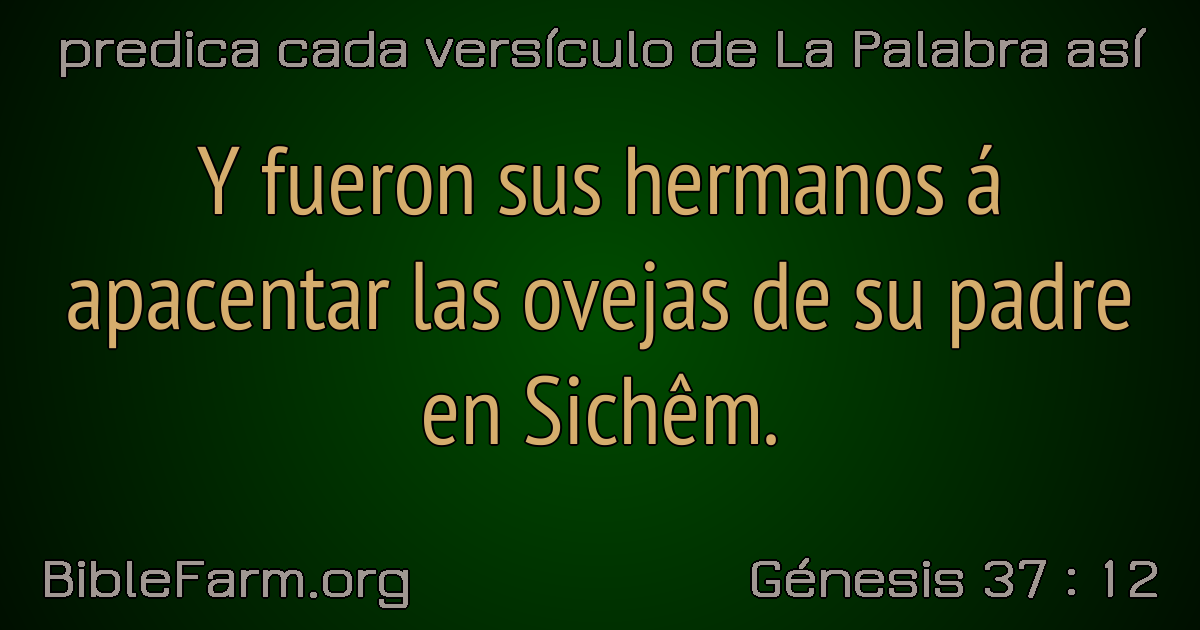 predica cada versículo de La Palabra así
Y fueron sus hermanos á
apacentar las ovejas de su padre
en Sichêm.
BibleFarm.org
Génesis 37 : 12